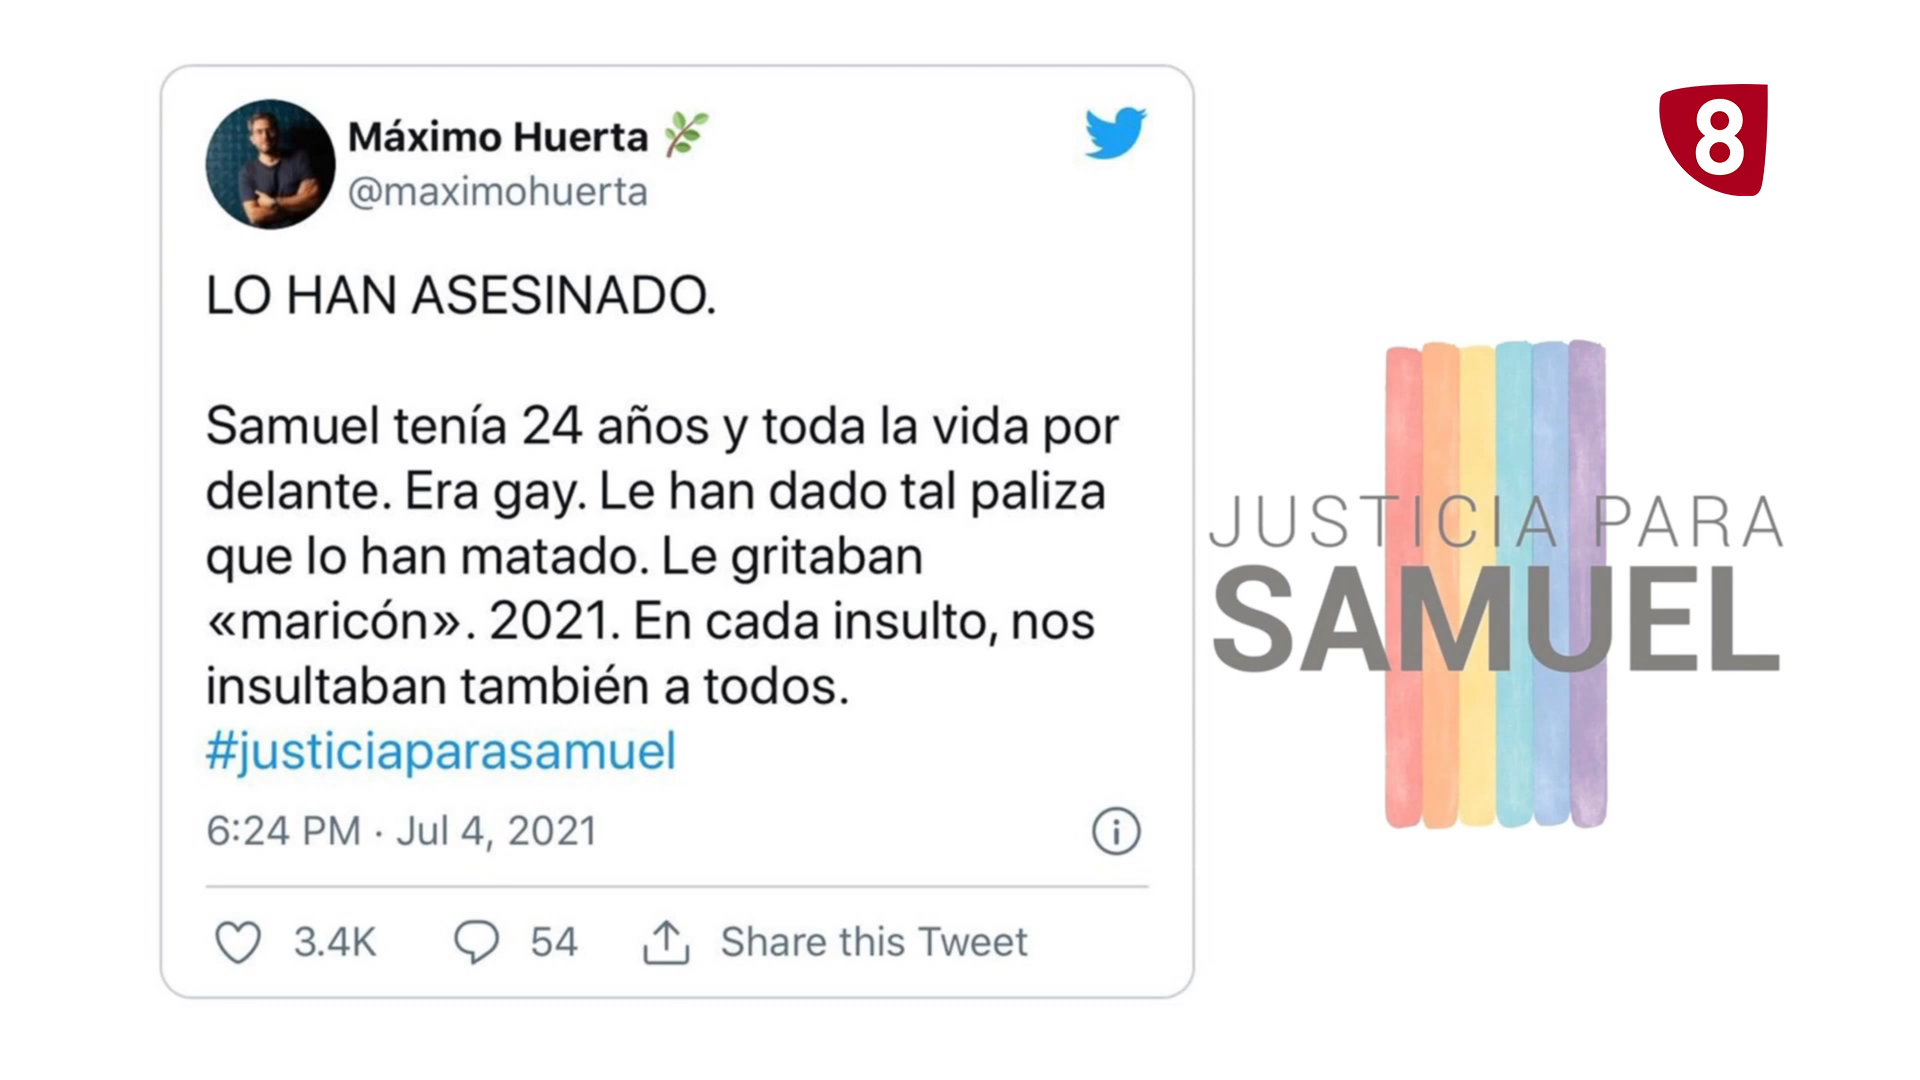 Máximo Huerta
@maximohuerta
LO HAN ASESINADO.
Samuel tenía 24 años y toda la vida por
delante. Era gay. Le han dado tal paliza
que lo han matado. Le gritaban
«maricón». 2021. En cada insulto, nos
insultaban también a todos.
#justiciaparasamuel
6:24 PM · Jul 4, 2021
3.4K 54 Share this Tweet
8
JUSTICIA PARA
SAMUEL